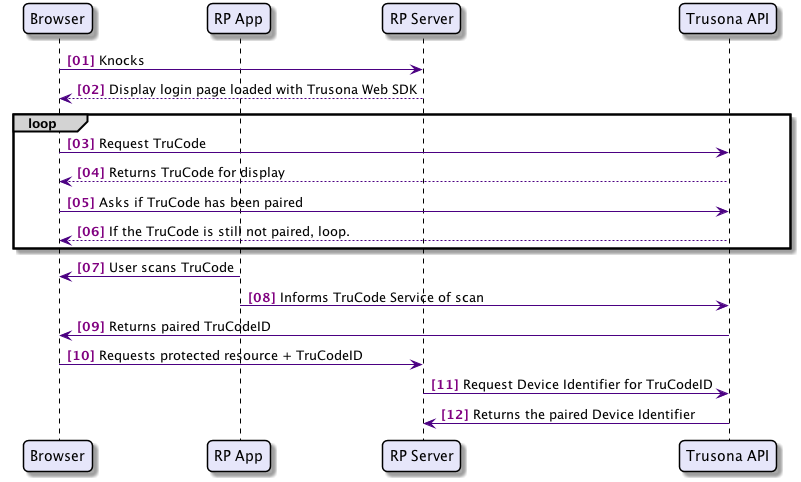 Browser RP App RP Server Trusona API
[01] Knocks
[02] Display login page loaded with Trusona Web SDK
loop
[03] Request TruCode
[04] Returns TruCode for display
[05] Asks if TruCode has been paired
[06] If the TruCode is still not paired, loop.
[07] User scans TruCode
[08] Informs TruCode Service of scan
[09] Returns paired TruCodeID
[10] Requests protected resource + TruCodeID
[11] Request Device Identifier for TruCodeID
[12] Returns the paired Device Identifier
Browser RP App RP Server Trusona API